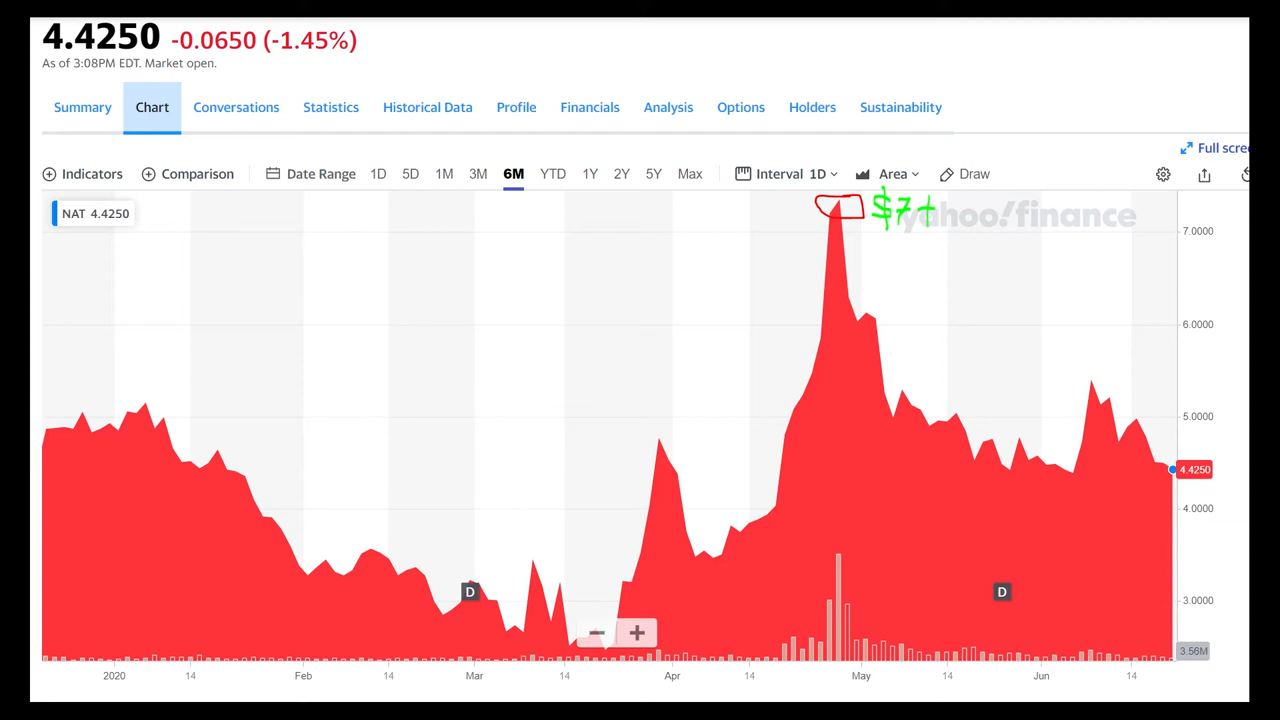 4.4250 -0.0650 (-1.45%)
As of 3:08PM EDT. Market open.
Summary Chart Conversations Statistics Historical Data Profile Financials Analysis Options Holders Sustainability
Full scree
Indicators Comparison Date Range 1D 5D 1M 3M 6M YTD 1Y 2Y 5Y Max Interval 1D Area Draw
NAT 4.4250
$7+
yahoo!finance
7.0000
6.0000
5.0000
4.4250
4.0000
D D
3.0000
3.56M
2020 14 Feb 14 Mar 14 Apr 14 May 14 Jun 14